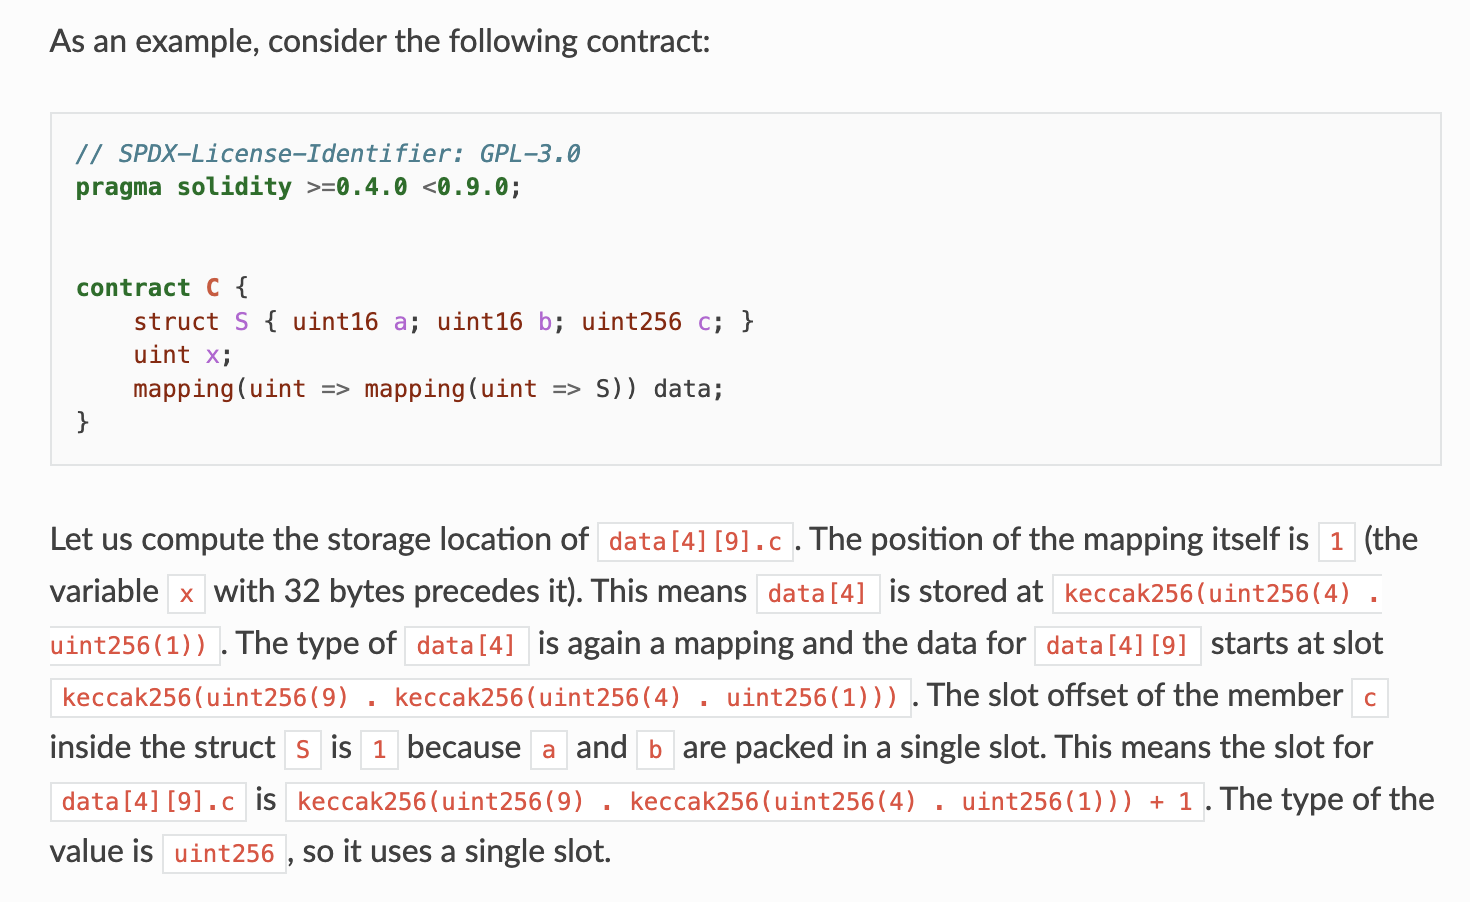 As an example, consider the following contract:
// SPDX-License-Identifier: GPL-3.0
pragma solidity >=0.4.0 <0.9.0;
contract C {
    struct S { uint16 a; uint16 b; uint256 c; }
    uint x;
    mapping(uint => mapping(uint => S)) data;
}
Let us compute the storage location of data[4][9].c. The position of the mapping itself is 1 (the
variable x with 32 bytes precedes it). This means data[4] is stored at keccak256(uint256(4) .
uint256(1)). The type of data[4] is again a mapping and the data for data[4][9] starts at slot
keccak256(uint256(9) . keccak256(uint256(4) . uint256(1))). The slot offset of the member c
inside the struct S is 1 because a and b are packed in a single slot. This means the slot for
data[4][9].c is keccak256(uint256(9) . keccak256(uint256(4) . uint256(1))) + 1. The type of the
value is uint256, so it uses a single slot.